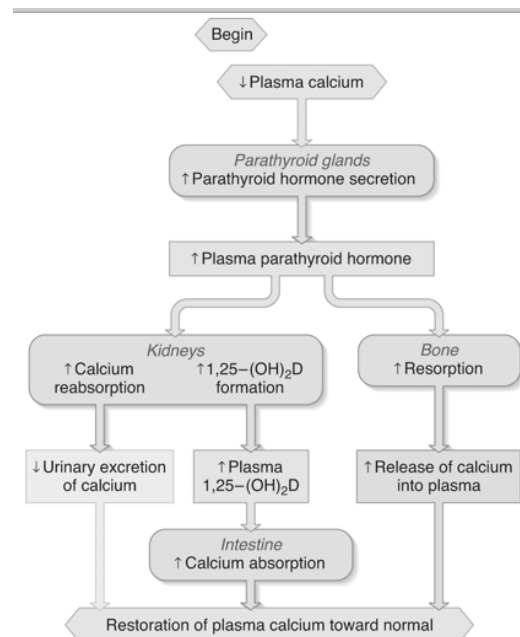 Begin
↓Plasma calcium
Parathyroid glands
↑Parathyroid hormone secretion
↑Plasma parathyroid hormone
Kidneys
↑Calcium
reabsorption
↑1,25–(OH)₂D
formation
Bone
↑Resorption
↓Urinary excretion
of calcium
↑Plasma
1,25–(OH)₂D
↑Release of calcium
into plasma
Intestine
↑Calcium absorption
Restoration of plasma calcium toward normal